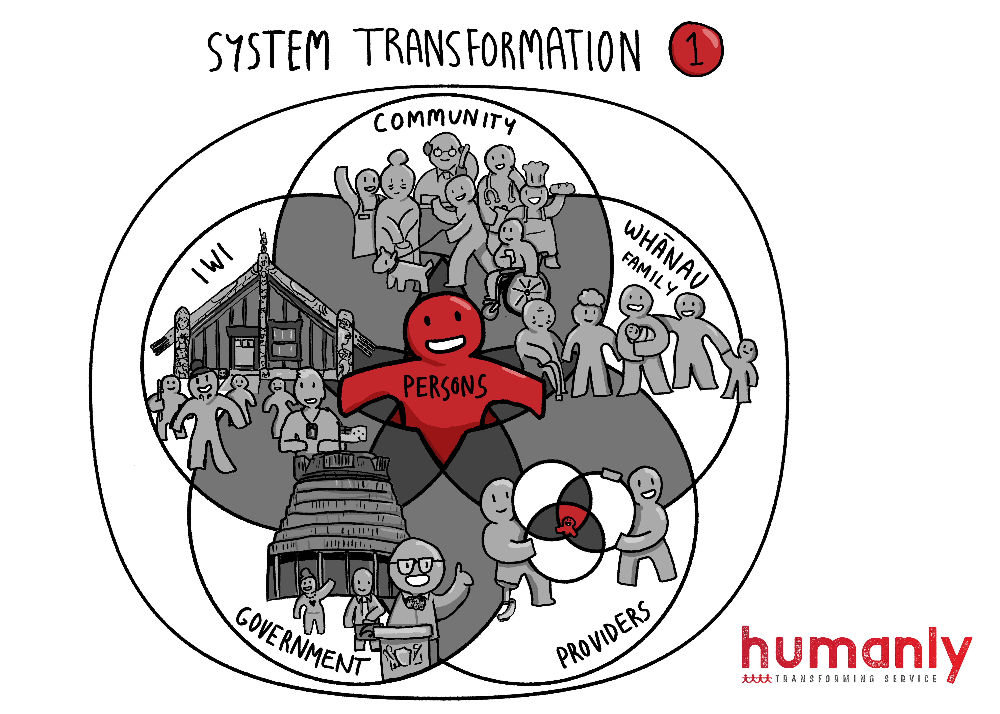 SYSTEM TRANSFORMATION 1
COMMUNITY
IWI
WHĀNAU
FAMILY
PERSONS
GOVERNMENT
PROVIDERS
humanly
TRANSFORMING SERVICE